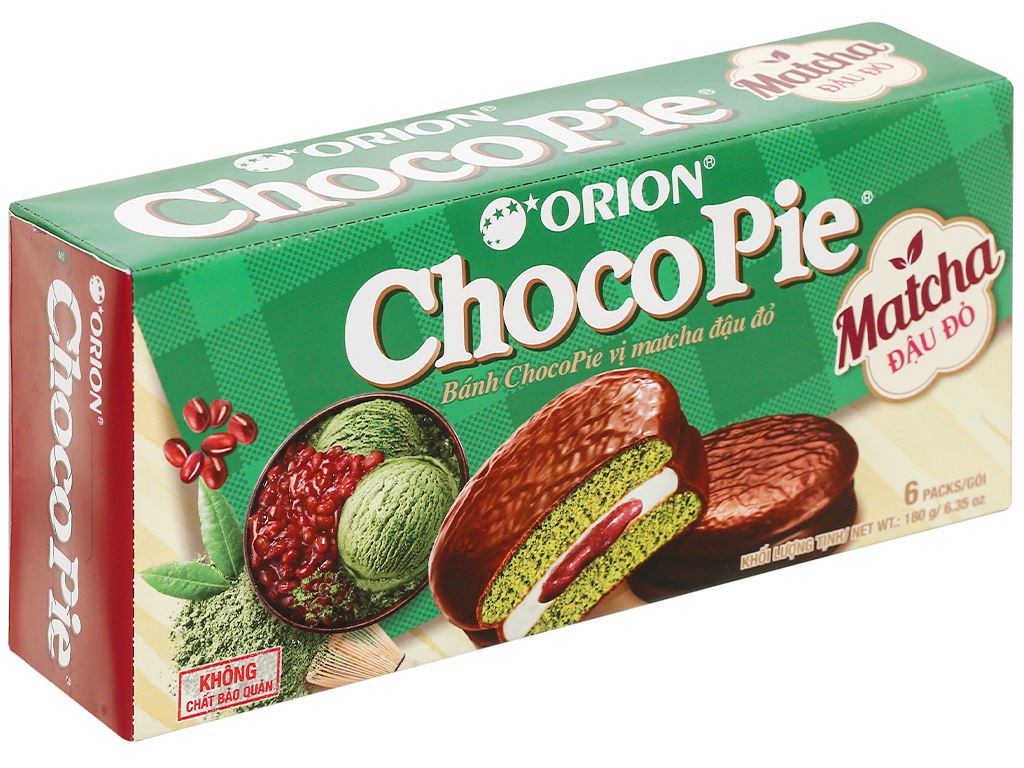 ORION®
ChocoPie®
Matcha
ĐẬU ĐỎ
ORION®
ChocoPie®
Bánh ChocoPie vị matcha đậu đỏ
Matcha
ĐẬU ĐỎ
6 PACKS/GÓI
KHỐI LƯỢNG TỊNH/ NET WT.: 180 g/ 6.35 oz
KHÔNG
CHẤT BẢO QUẢN
ORION®
ChocoPie®